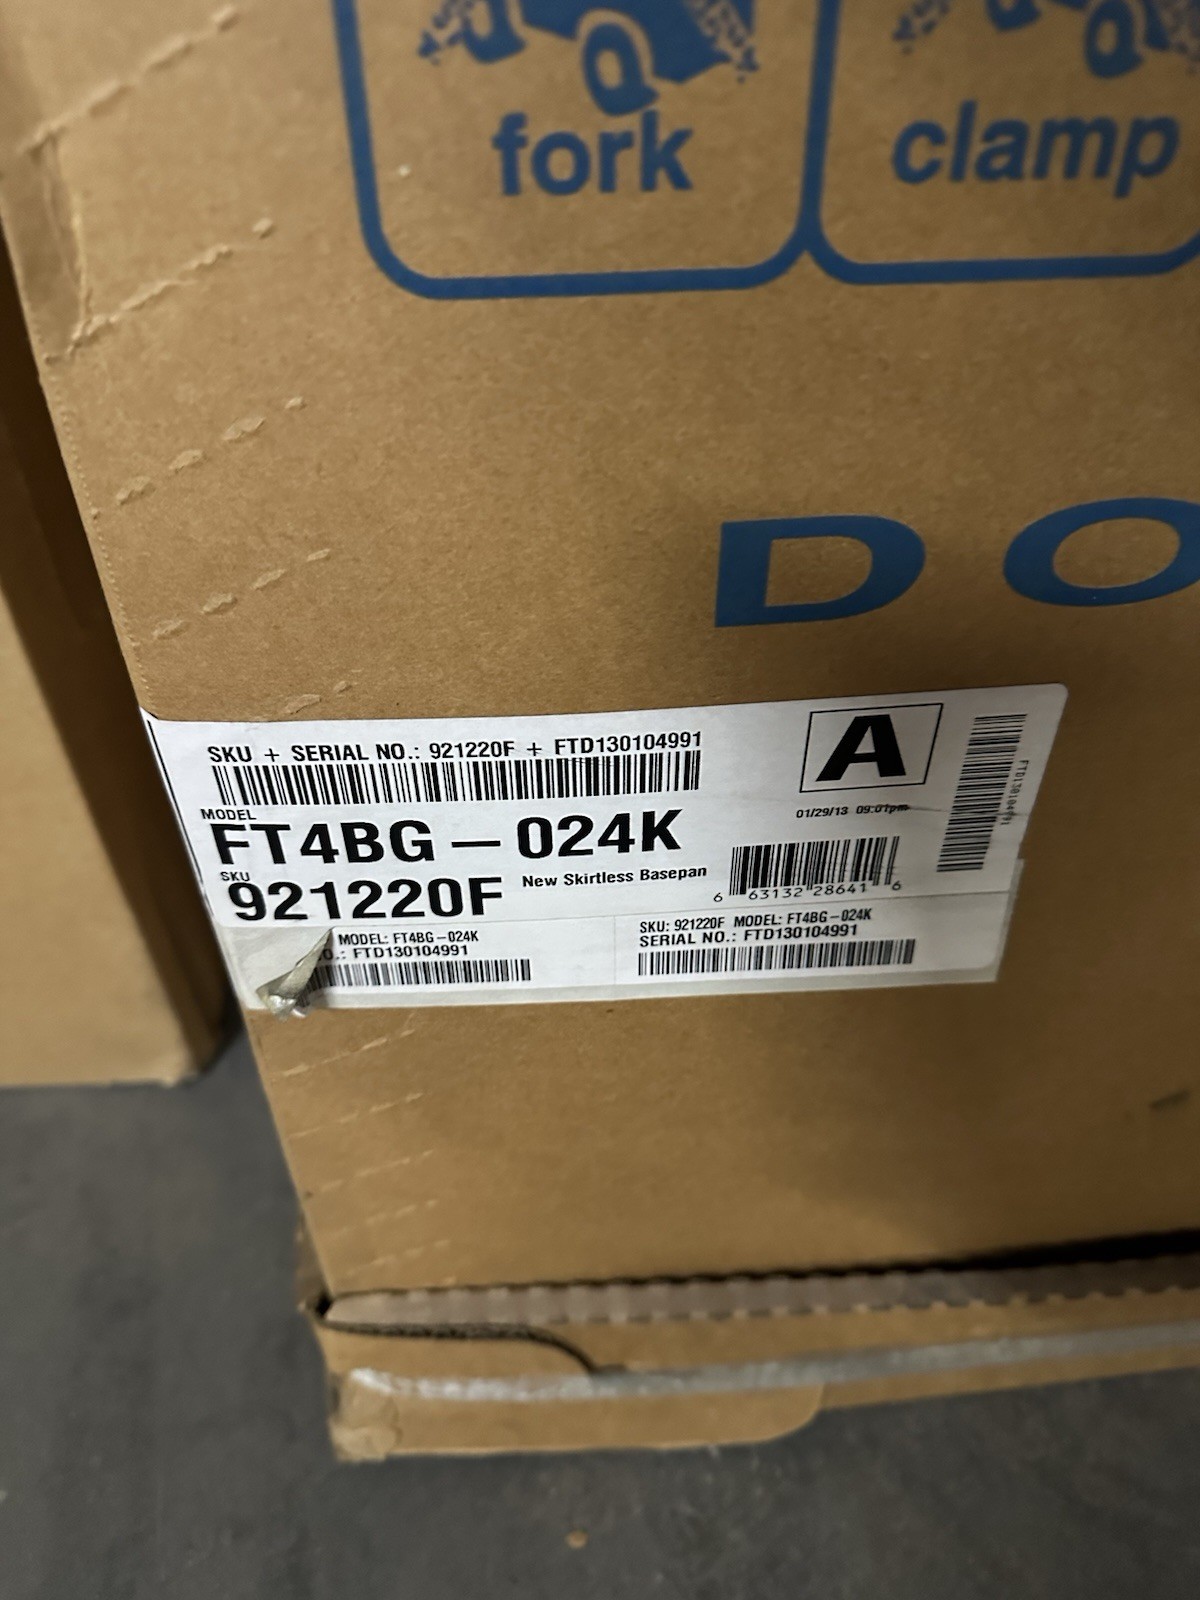 fork
clamp
D O
SKU + SERIAL NO.: 921220F + FTD130104991
A
FTD130104991
MODEL
01/29/13 09:01pm
FT4BG-024K
SKU
921220F New Skirtless Basepan
6 63132 28641 6
MODEL: FT4BG-024K
O.: FTD130104991
SKU: 921220F MODEL: FT4BG-024K
SERIAL NO.: FTD130104991